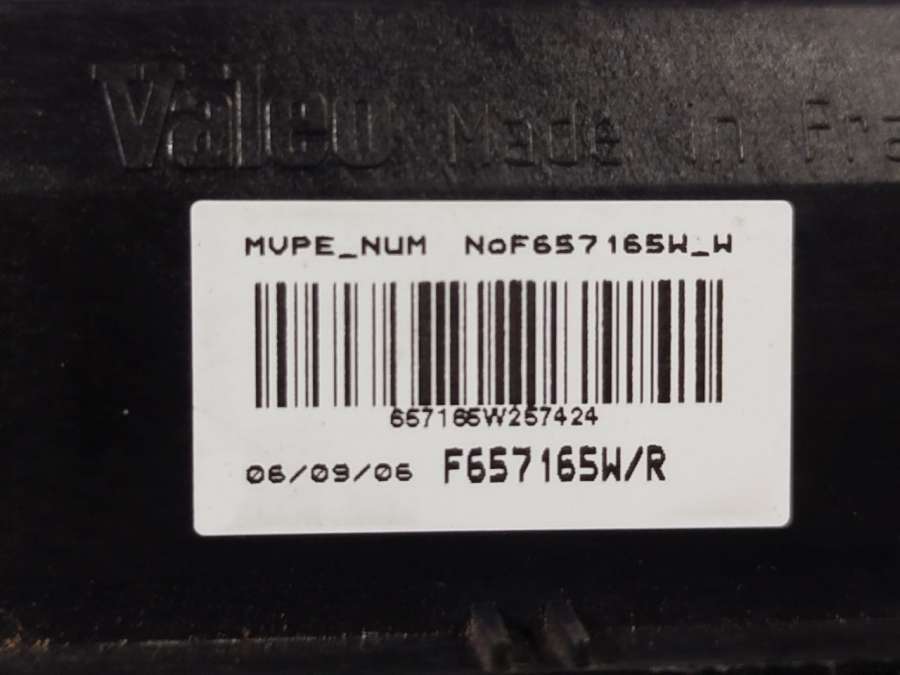 Valeo Made in Fra
MVPE_NUM NoF657165W_W
657165W257424
06/09/06 F657165W/R